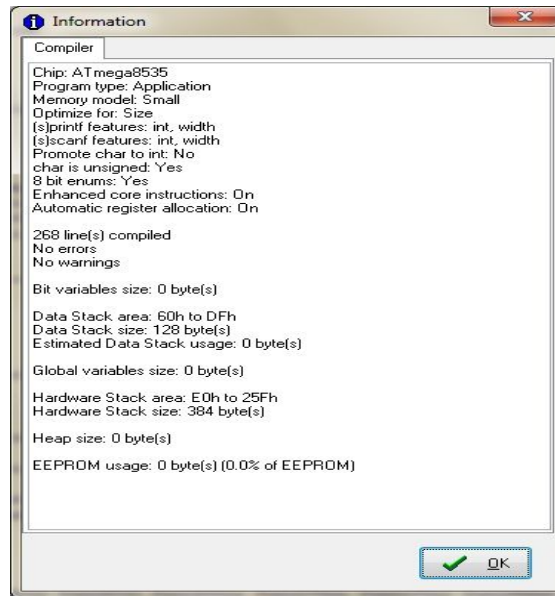 Information
Compiler
Chip: ATmega8535
Program type: Application
Memory model: Small
Optimize for: Size
(s)printf features: int, width
(s)scanf features: int, width
Promote char to int: No
char is unsigned: Yes
8 bit enums: Yes
Enhanced core instructions: On
Automatic register allocation: On
268 line(s) compiled
No errors
No warnings
Bit variables size: 0 byte(s)
Data Stack area: 60h to DFh
Data Stack size: 128 byte(s)
Estimated Data Stack usage: 0 byte(s)
Global variables size: 0 byte(s)
Hardware Stack area: E0h to 25Fh
Hardware Stack size: 384 byte(s)
Heap size: 0 byte(s)
EEPROM usage: 0 byte(s) (0.0% of EEPROM)
OK